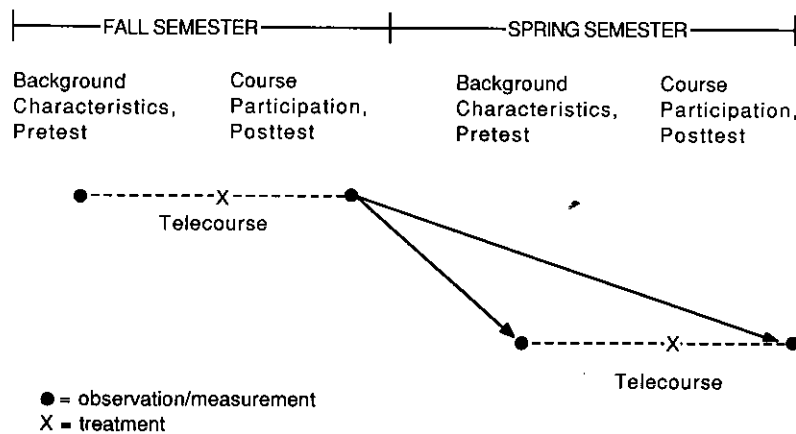 FALL SEMESTER
SPRING SEMESTER
Background Characteristics, Pretest
Course Participation, Posttest
Background Characteristics, Pretest
Course Participation, Posttest
X
Telecourse
X
Telecourse
● = observation/measurement
X = treatment